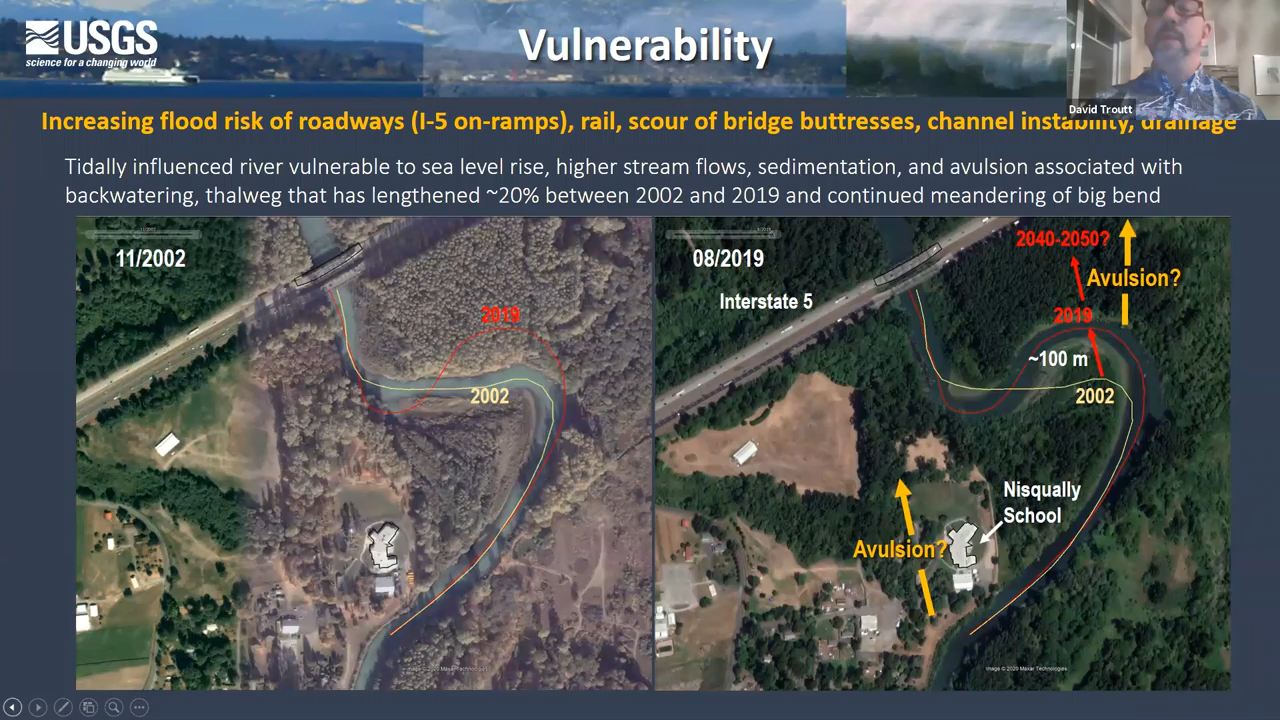 USGS
science for a changing world
Vulnerability
David Troutt
Increasing flood risk of roadways (I-5 on-ramps), rail, scour of bridge buttresses, channel instability, drainage
Tidally influenced river vulnerable to sea level rise, higher stream flows, sedimentation, and avulsion associated with
backwatering, thalweg that has lengthened ~20% between 2002 and 2019 and continued meandering of big bend
11/2002
2019
2002
08/2019
Interstate 5
2040-2050?
Avulsion?
2019
~100 m
2002
Nisqually
School
Avulsion?
Image © 2020 Maxar Technologies
Image © 2020 Maxar Technologies